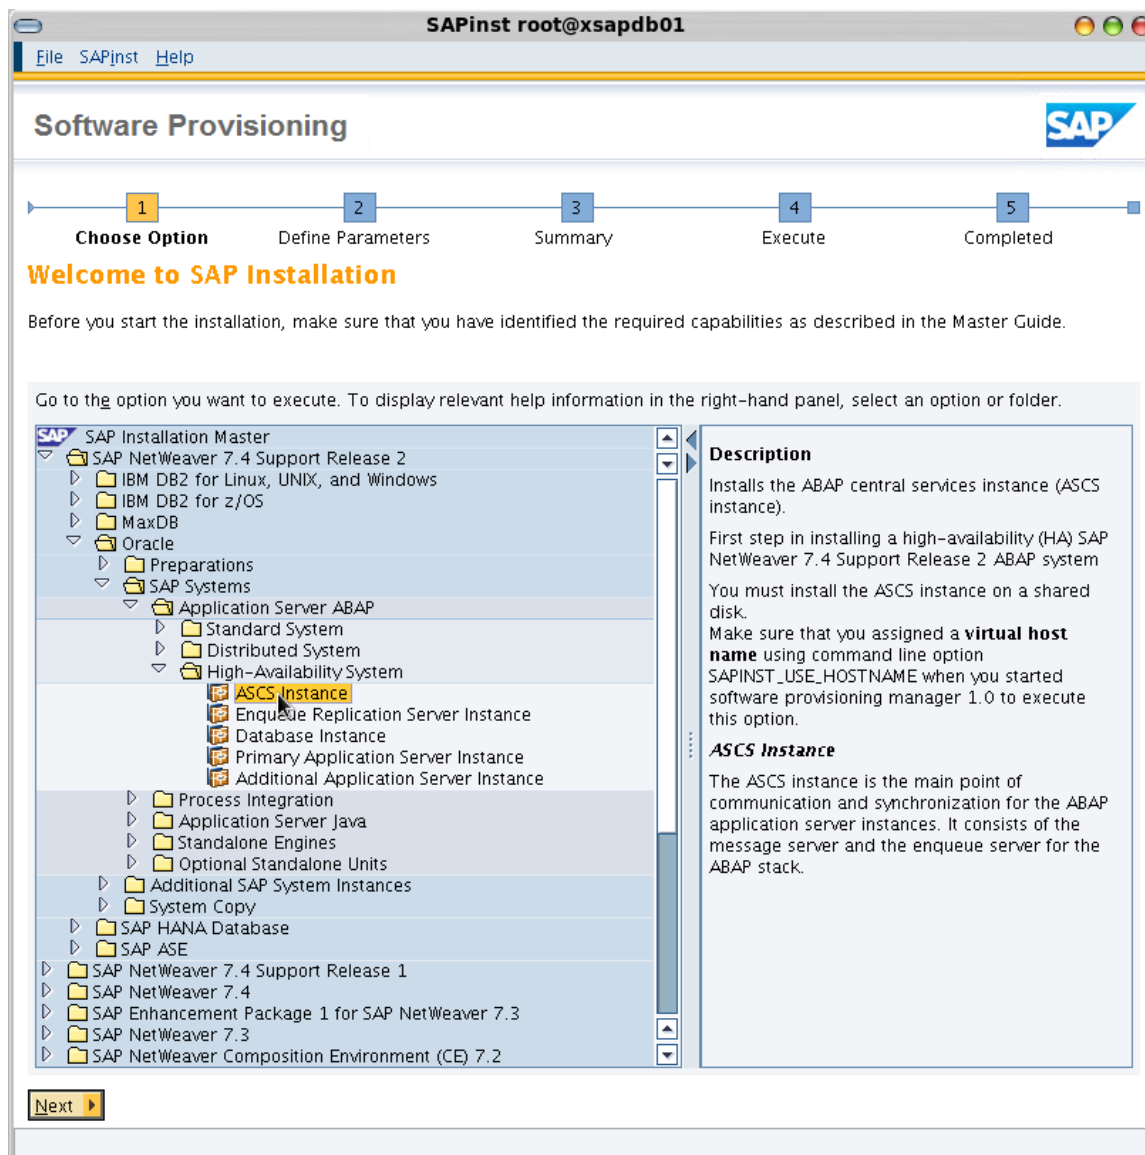 SAPinst root@xsapdb01
File SAPinst Help
Software Provisioning
SAP
1 2 3 4 5
Choose Option Define Parameters Summary Execute Completed
Welcome to SAP Installation
Before you start the installation, make sure that you have identified the required capabilities as described in the Master Guide.
Go to the option you want to execute. To display relevant help information in the right-hand panel, select an option or folder.
SAP SAP Installation Master
SAP NetWeaver 7.4 Support Release 2
IBM DB2 for Linux, UNIX, and Windows
IBM DB2 for z/OS
MaxDB
Oracle
Preparations
SAP Systems
Application Server ABAP
Standard System
Distributed System
High-Availability System
ASCS Instance
Enqueue Replication Server Instance
Database Instance
Primary Application Server Instance
Additional Application Server Instance
Process Integration
Application Server Java
Standalone Engines
Optional Standalone Units
Additional SAP System Instances
System Copy
SAP HANA Database
SAP ASE
SAP NetWeaver 7.4 Support Release 1
SAP NetWeaver 7.4
SAP Enhancement Package 1 for SAP NetWeaver 7.3
SAP NetWeaver 7.3
SAP NetWeaver Composition Environment (CE) 7.2
Description
Installs the ABAP central services instance (ASCS
instance).
First step in installing a high-availability (HA) SAP
NetWeaver 7.4 Support Release 2 ABAP system
You must install the ASCS instance on a shared
disk.
Make sure that you assigned a virtual host
name using command line option
SAPINST_USE_HOSTNAME when you started
software provisioning manager 1.0 to execute
this option.
ASCS Instance
The ASCS instance is the main point of
communication and synchronization for the ABAP
application server instances. It consists of the
message server and the enqueue server for the
ABAP stack.
Next